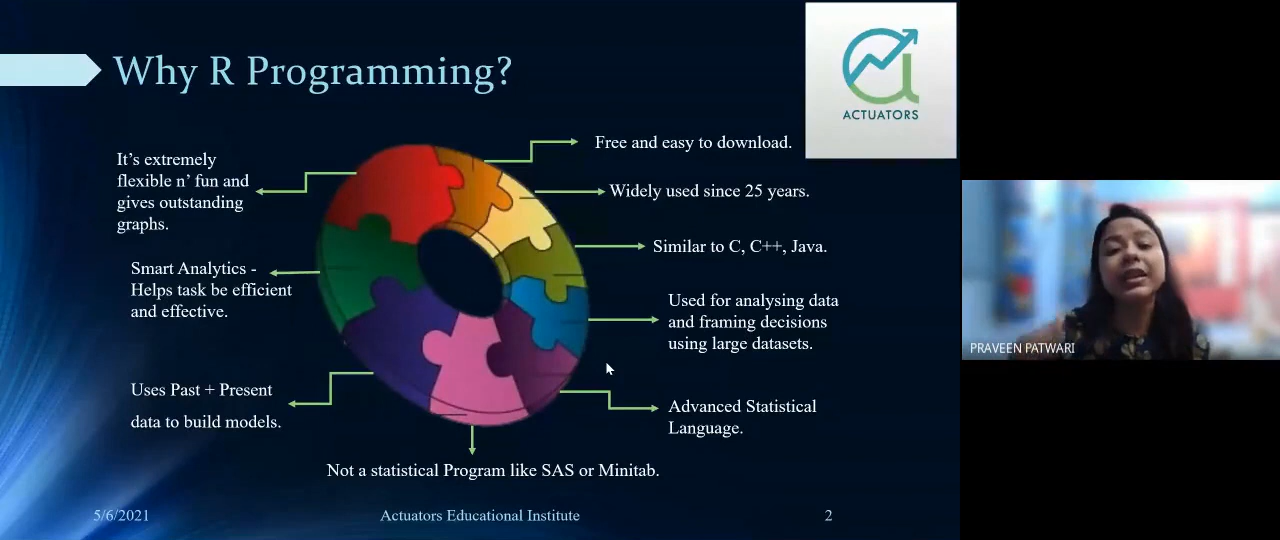 Why R Programming?
ACTUATORS
It’s extremely
flexible n’ fun and
gives outstanding
graphs.
Smart Analytics -
Helps task be efficient
and effective.
Uses Past + Present
data to build models.
Free and easy to download.
Widely used since 25 years.
Similar to C, C++, Java.
Used for analysing data
and framing decisions
using large datasets.
Advanced Statistical
Language.
Not a statistical Program like SAS or Minitab.
5/6/2021
Actuators Educational Institute
2
PRAVEEN PATWARI